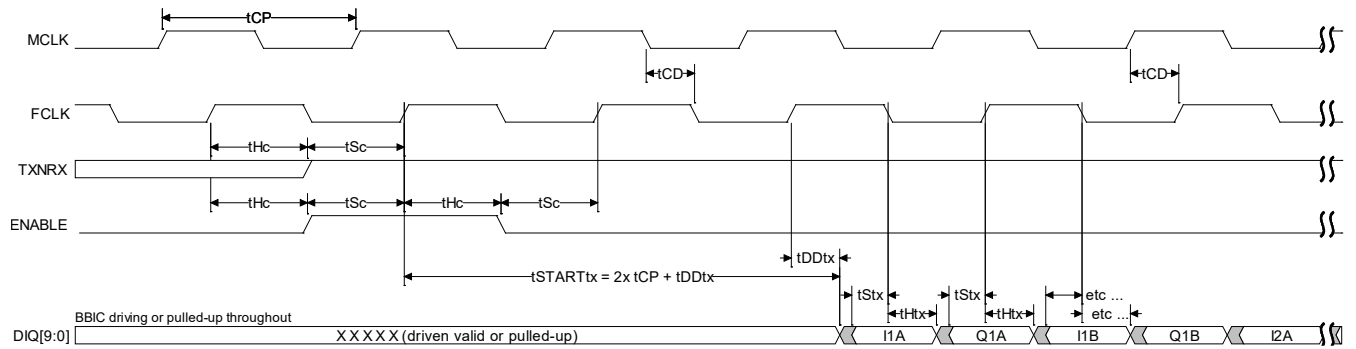 tCP
MCLK
tCD tCD
FCLK
tHc tSc
TXNRX
tHc tSc tHc tSc
ENABLE
tDDtx
tSTARTtx = 2x tCP + tDDtx
tStx tStx etc ...
tHtx tHtx etc ...
BBIC driving or pulled-up throughout
DIQ[9:0] XXXXX (driven valid or pulled-up) I1A Q1A I1B Q1B I2A